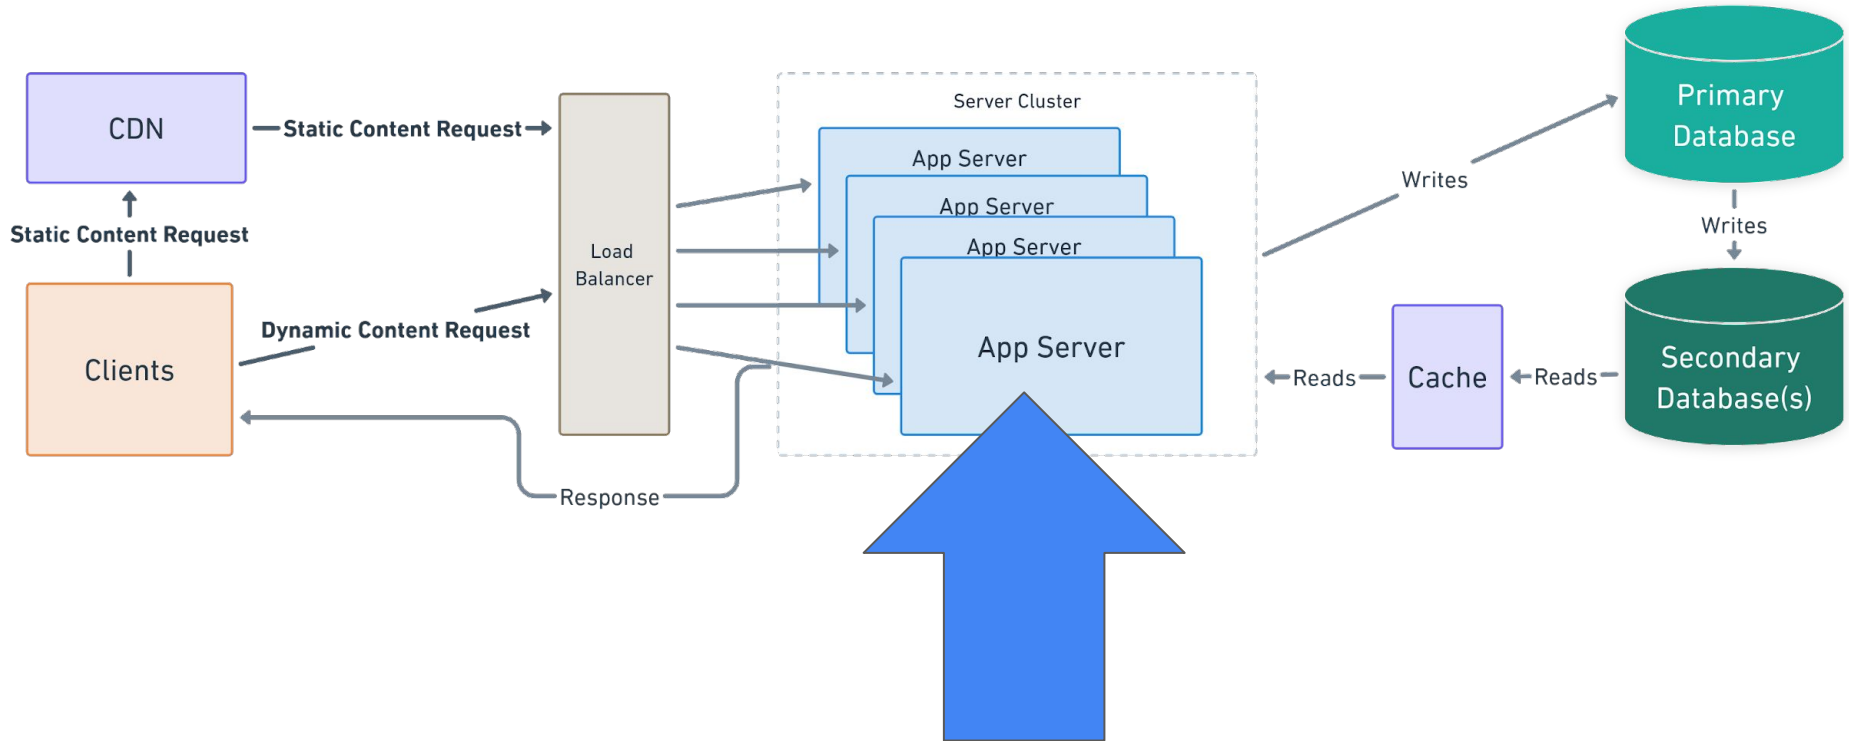 CDN
Static Content Request
Static Content Request
Clients
Dynamic Content Request
Response
Load
Balancer
Server Cluster
App Server
App Server
App Server
App Server
Writes
Reads
Cache
Reads
Primary
Database
Writes
Secondary
Database(s)